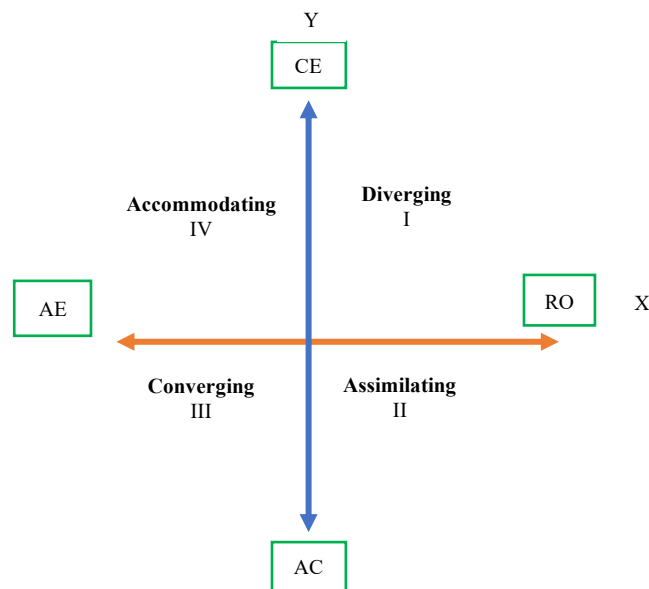 Y
CE
Diverging
I
Accommodating
IV
AE
RO
X
Converging
III
Assimilating
II
AC